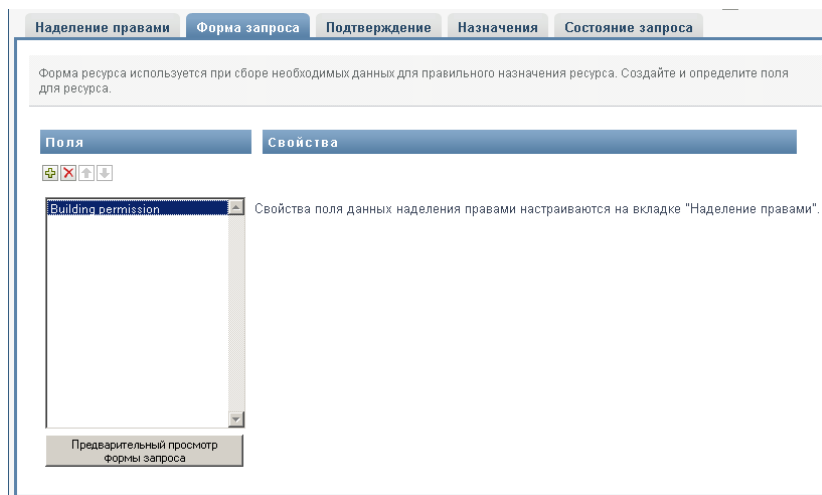 Наделение правами Форма запроса Подтверждение Назначения Состояние запроса
Форма ресурса используется при сборе необходимых данных для правильного назначения ресурса. Создайте и определите поля
для ресурса.
Поля Свойства
Building permission
Свойства поля данных наделения правами настраиваются на вкладке "Наделение правами".
Предварительный просмотр
формы запроса